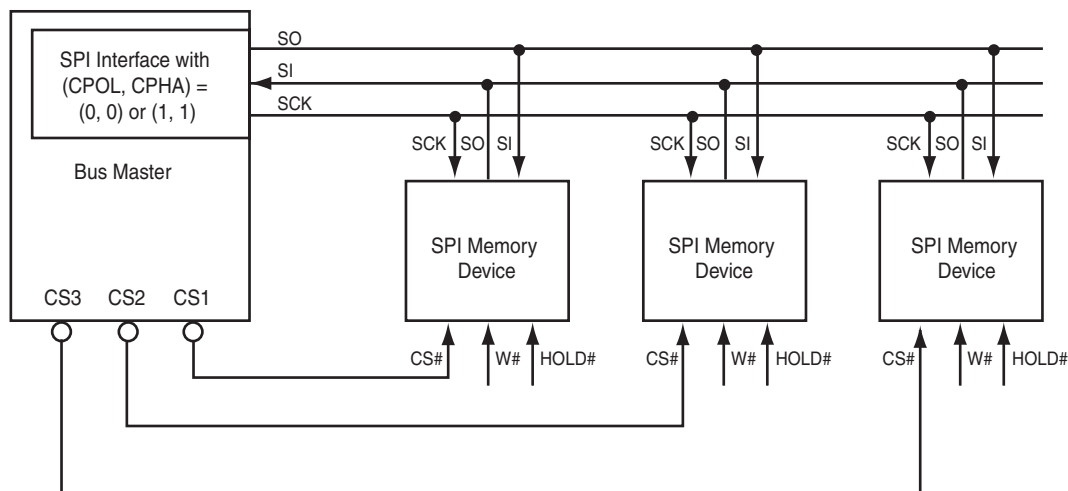 SPI Interface with
(CPOL, CPHA) =
(0, 0) or (1, 1)
Bus Master
SO
SI
SCK
SCK SO SI
SCK SO SI
SCK SO SI
SPI Memory
Device
SPI Memory
Device
SPI Memory
Device
CS3 CS2 CS1
CS# W# HOLD#
CS# W# HOLD#
CS# W# HOLD#